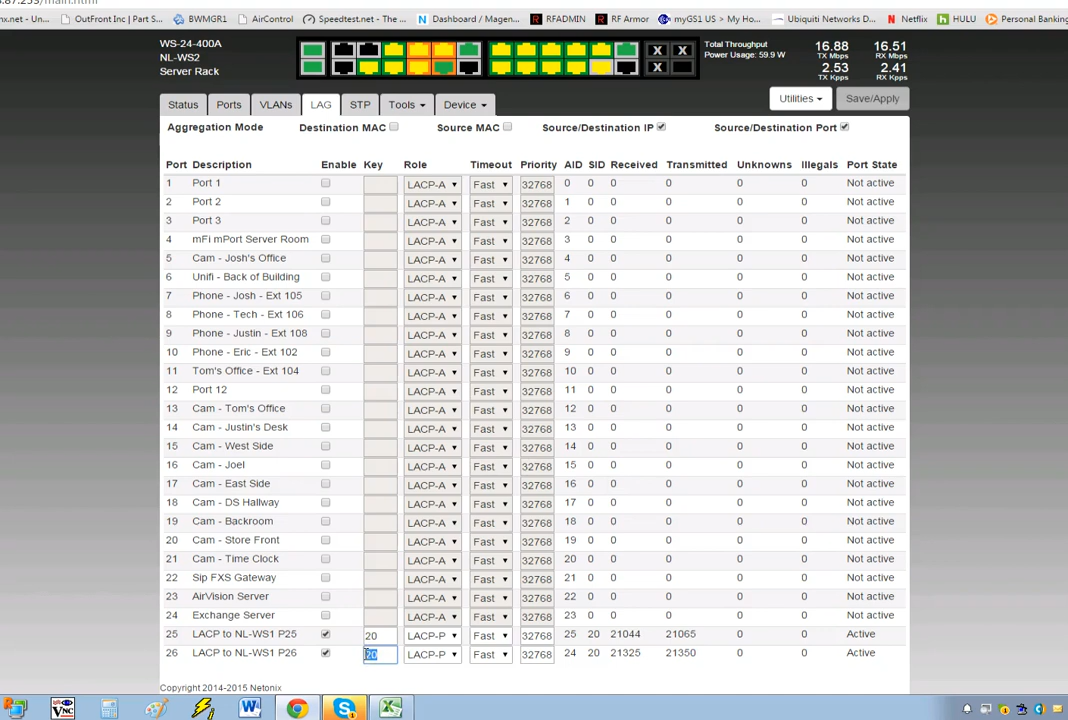 nx.net - Un...
OutFront Inc | Part S...
BWMGR1
AirControl
Speedtest.net - The ...
Dashboard / Magen...
RFADMIN
RF Armor
myGS1 US > My Ho...
Ubiquiti Networks D...
Netflix
HULU
Personal Banking
WS-24-400A
NL-WS2
Server Rack
X X
X
Total Throughput
Power Usage: 59.9 W
16.88 16.51
TX Mbps RX Mbps
2.53 2.41
TX Kpps RX Kpps
Status Ports VLANs LAG STP Tools Device Utilities Save/Apply
Aggregation Mode Destination MAC Source MAC Source/Destination IP Source/Destination Port
Port Description Enable Key Role Timeout Priority AID SID Received Transmitted Unknowns Illegals Port State
1 Port 1 LACP-A Fast 32768 0 0 0 0 0 0 Not active
2 Port 2 LACP-A Fast 32768 1 0 0 0 0 0 Not active
3 Port 3 LACP-A Fast 32768 2 0 0 0 0 0 Not active
4 mFi mPort Server Room LACP-A Fast 32768 3 0 0 0 0 0 Not active
5 Cam - Josh's Office LACP-A Fast 32768 4 0 0 0 0 0 Not active
6 Unifi - Back of Building LACP-A Fast 32768 5 0 0 0 0 0 Not active
7 Phone - Josh - Ext 105 LACP-A Fast 32768 6 0 0 0 0 0 Not active
8 Phone - Tech - Ext 106 LACP-A Fast 32768 7 0 0 0 0 0 Not active
9 Phone - Justin - Ext 108 LACP-A Fast 32768 8 0 0 0 0 0 Not active
10 Phone - Eric - Ext 102 LACP-A Fast 32768 9 0 0 0 0 0 Not active
11 Tom's Office - Ext 104 LACP-A Fast 32768 10 0 0 0 0 0 Not active
12 Port 12 LACP-A Fast 32768 11 0 0 0 0 0 Not active
13 Cam - Tom's Office LACP-A Fast 32768 12 0 0 0 0 0 Not active
14 Cam - Justin's Desk LACP-A Fast 32768 13 0 0 0 0 0 Not active
15 Cam - West Side LACP-A Fast 32768 14 0 0 0 0 0 Not active
16 Cam - Joel LACP-A Fast 32768 15 0 0 0 0 0 Not active
17 Cam - East Side LACP-A Fast 32768 16 0 0 0 0 0 Not active
18 Cam - DS Hallway LACP-A Fast 32768 17 0 0 0 0 0 Not active
19 Cam - Backroom LACP-A Fast 32768 18 0 0 0 0 0 Not active
20 Cam - Store Front LACP-A Fast 32768 19 0 0 0 0 0 Not active
21 Cam - Time Clock LACP-A Fast 32768 20 0 0 0 0 0 Not active
22 Sip FXS Gateway LACP-A Fast 32768 21 0 0 0 0 0 Not active
23 AirVision Server LACP-A Fast 32768 22 0 0 0 0 0 Not active
24 Exchange Server LACP-A Fast 32768 23 0 0 0 0 0 Not active
25 LACP to NL-WS1 P25 20 LACP-P Fast 32768 25 20 21044 21065 0 0 Active
26 LACP to NL-WS1 P26 20 LACP-P Fast 32768 24 20 21325 21350 0 0 Active
Copyright 2014-2015 Netonix